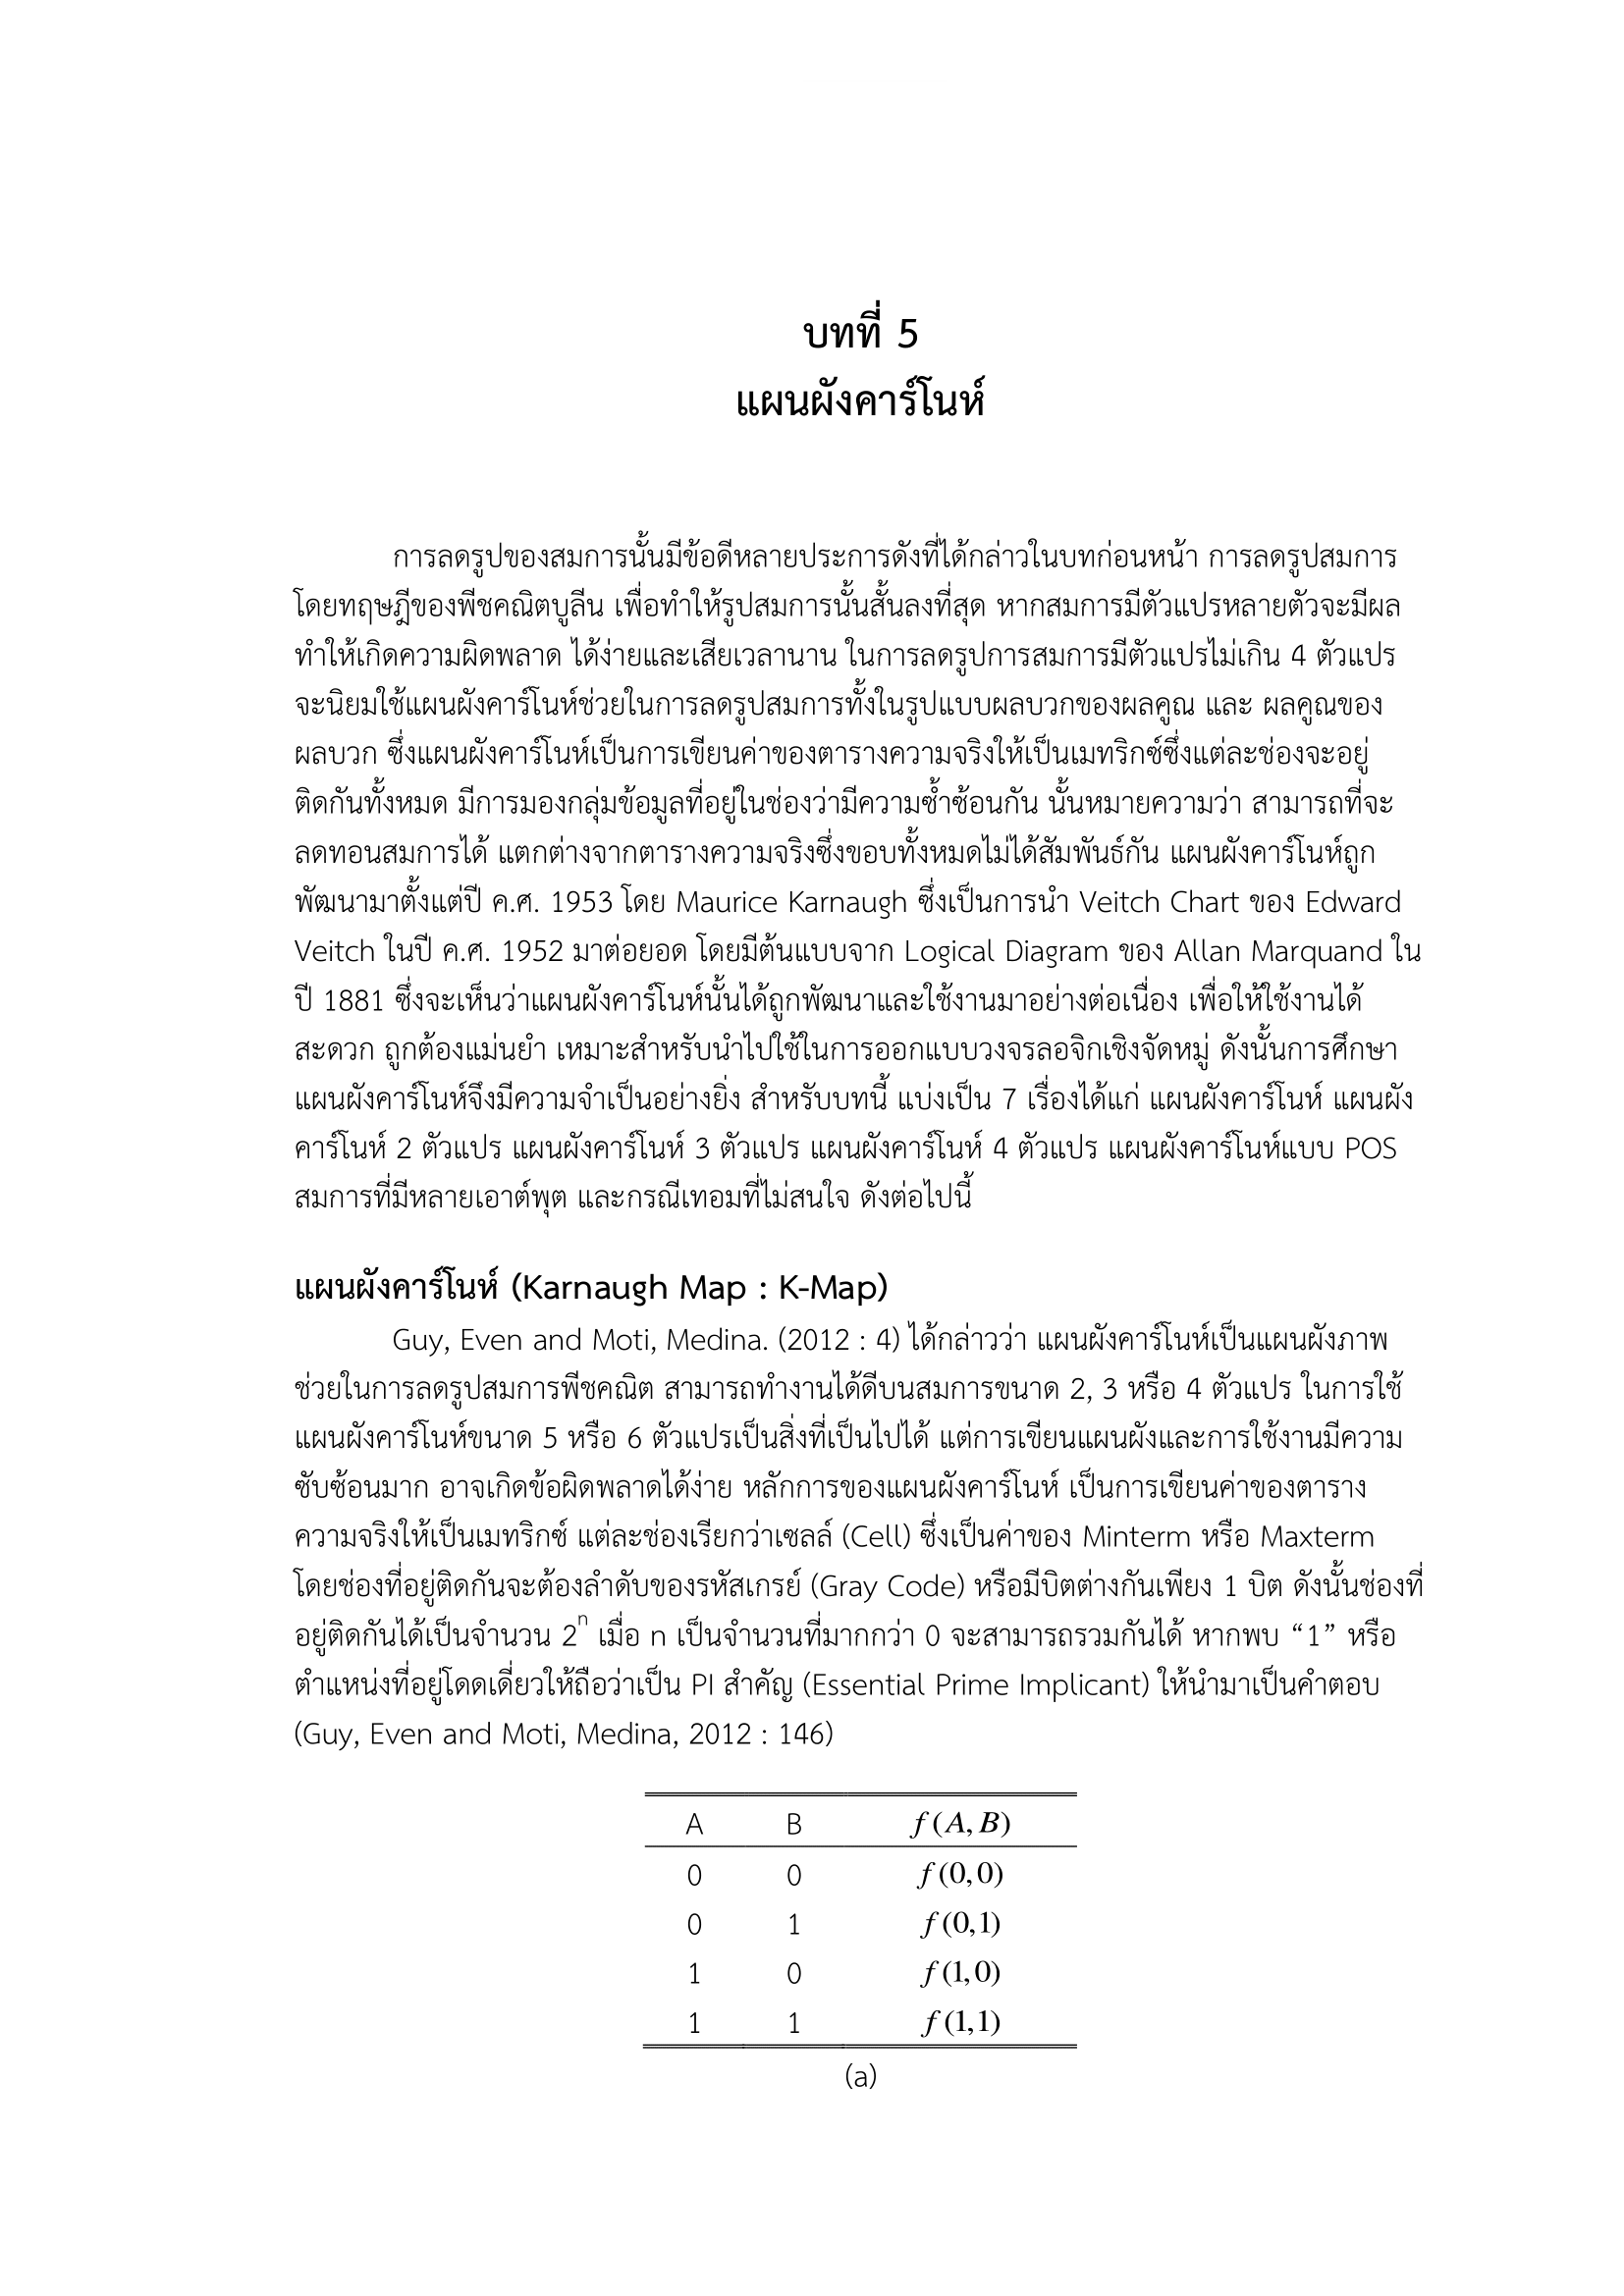 บทที่ 5
แผนผังคาร์โนห์
การลดรูปของสมการนั้นมีข้อดีหลายประการดังที่ได้กล่าวในบทก่อนหน้า การลดรูปสมการ
โดยทฤษฎีของพีชคณิตบูลีน เพื่อทำให้รูปสมการนั้นสั้นลงที่สุด หากสมการมีตัวแปรหลายตัวจะมีผล
ทำให้เกิดความผิดพลาด ได้ง่ายและเสียเวลานาน ในการลดรูปการสมการมีตัวแปรไม่เกิน 4 ตัวแปร
จะนิยมใช้แผนผังคาร์โนห์ช่วยในการลดรูปสมการทั้งในรูปแบบผลบวกของผลคูณ และ ผลคูณของ
ผลบวก ซึ่งแผนผังคาร์โนห์เป็นการเขียนค่าของตารางความจริงให้เป็นเมทริกซ์ซึ่งแต่ละช่องจะอยู่
ติดกันทั้งหมด มีการมองกลุ่มข้อมูลที่อยู่ในช่องว่ามีความซ้ำซ้อนกัน นั้นหมายความว่า สามารถที่จะ
ลดทอนสมการได้ แตกต่างจากตารางความจริงซึ่งขอบทั้งหมดไม่ได้สัมพันธ์กัน แผนผังคาร์โนห์ถูก
พัฒนามาตั้งแต่ปี ค.ศ. 1953 โดย Maurice Karnaugh ซึ่งเป็นการนำ Veitch Chart ของ Edward
Veitch ในปี ค.ศ. 1952 มาต่อยอด โดยมีต้นแบบจาก Logical Diagram ของ Allan Marquand ใน
ปี 1881 ซึ่งจะเห็นว่าแผนผังคาร์โนห์นั้นได้ถูกพัฒนาและใช้งานมาอย่างต่อเนื่อง เพื่อให้ใช้งานได้
สะดวก ถูกต้องแม่นยำ เหมาะสำหรับนำไปใช้ในการออกแบบวงจรลอจิกเชิงจัดหมู่ ดังนั้นการศึกษา
แผนผังคาร์โนห์จึงมีความจำเป็นอย่างยิ่ง สำหรับบทนี้ แบ่งเป็น 7 เรื่องได้แก่ แผนผังคาร์โนห์ แผนผัง
คาร์โนห์ 2 ตัวแปร แผนผังคาร์โนห์ 3 ตัวแปร แผนผังคาร์โนห์ 4 ตัวแปร แผนผังคาร์โนห์แบบ POS
สมการที่มีหลายเอาต์พุต และกรณีเทอมที่ไม่สนใจ ดังต่อไปนี้
แผนผังคาร์โนห์ (Karnaugh Map : K-Map)
Guy, Even and Moti, Medina. (2012 : 4) ได้กล่าวว่า แผนผังคาร์โนห์เป็นแผนผังภาพ
ช่วยในการลดรูปสมการพีชคณิต สามารถทำงานได้ดีบนสมการขนาด 2, 3 หรือ 4 ตัวแปร ในการใช้
แผนผังคาร์โนห์ขนาด 5 หรือ 6 ตัวแปรเป็นสิ่งที่เป็นไปได้ แต่การเขียนแผนผังและการใช้งานมีความ
ซับซ้อนมาก อาจเกิดข้อผิดพลาดได้ง่าย หลักการของแผนผังคาร์โนห์ เป็นการเขียนค่าของตาราง
ความจริงให้เป็นเมทริกซ์ แต่ละช่องเรียกว่าเซลล์ (Cell) ซึ่งเป็นค่าของ Minterm หรือ Maxterm
โดยช่องที่อยู่ติดกันจะต้องลำดับของรหัสเกรย์ (Gray Code) หรือมีบิตต่างกันเพียง 1 บิต ดังนั้นช่องที่
อยู่ติดกันได้เป็นจำนวน 2ⁿ เมื่อ n เป็นจำนวนที่มากกว่า 0 จะสามารถรวมกันได้ หากพบ “1” หรือ
ตำแหน่งที่อยู่โดดเดี่ยวให้ถือว่าเป็น PI สำคัญ (Essential Prime Implicant) ให้นำมาเป็นคำตอบ
(Guy, Even and Moti, Medina, 2012 : 146)
A B f(A,B)
0 0 f(0,0)
0 1 f(0,1)
1 0 f(1,0)
1 1 f(1,1)
(a)